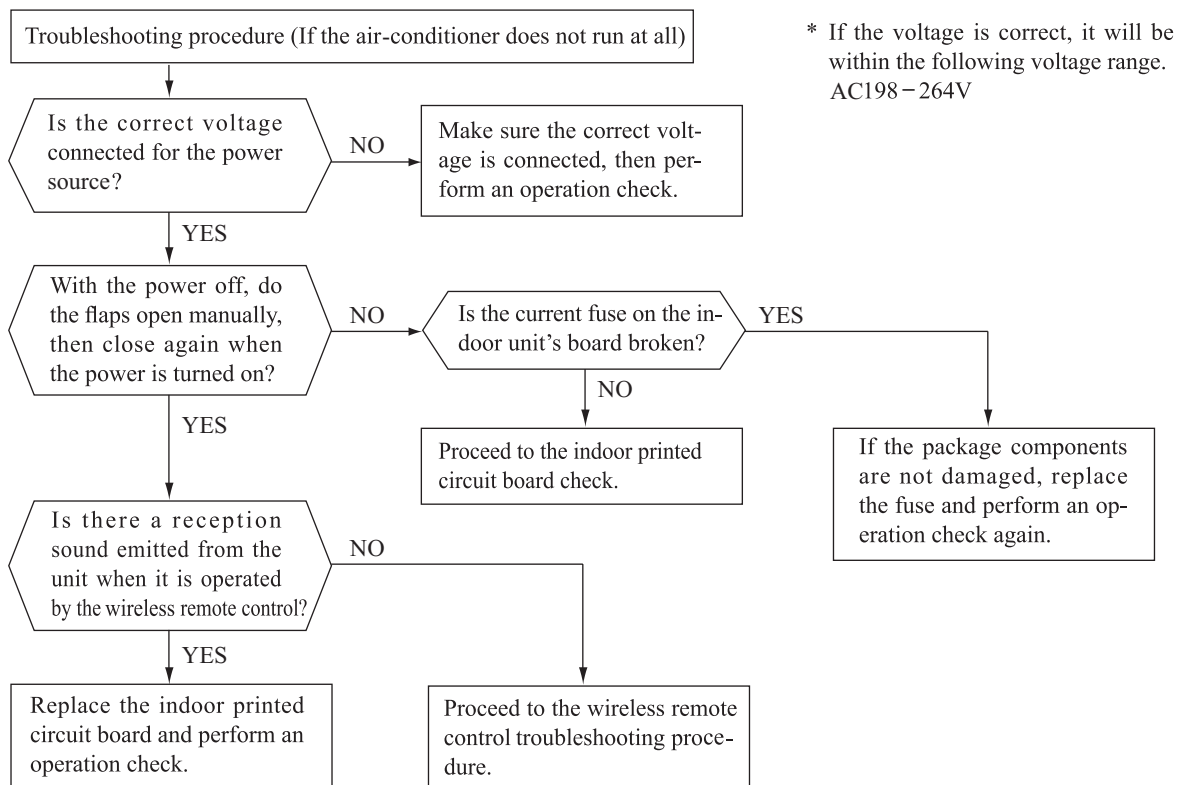 Troubleshooting procedure (If the air-conditioner does not run at all)
* If the voltage is correct, it will be
within the following voltage range.
AC198−264V
Is the correct voltage
connected for the power
source?
NO
Make sure the correct volt-
age is connected, then per-
form an operation check.
YES
With the power off, do
the flaps open manually,
then close again when
the power is turned on?
NO
Is the current fuse on the in-
door unit's board broken?
YES
NO
YES
Proceed to the indoor printed
circuit board check.
If the package components
are not damaged, replace
the fuse and perform an op-
eration check again.
Is there a reception
sound emitted from the
unit when it is operated
by the wireless remote control?
NO
YES
Replace the indoor printed
circuit board and perform an
operation check.
Proceed to the wireless remote
control troubleshooting proce-
dure.